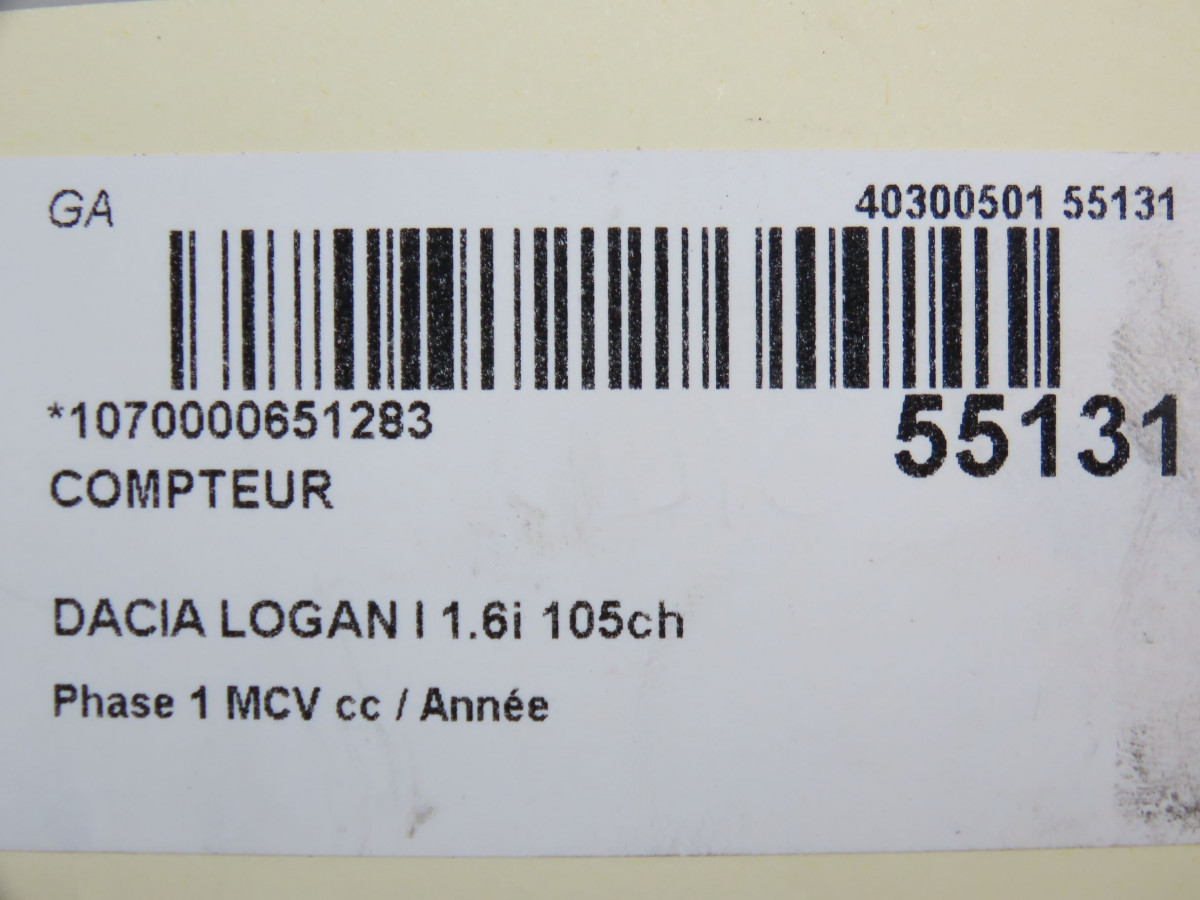 GA
40300501 55131
*1070000651283
55131
COMPTEUR
DACIA LOGAN I 1.6i 105ch
Phase 1 MCV cc / Année